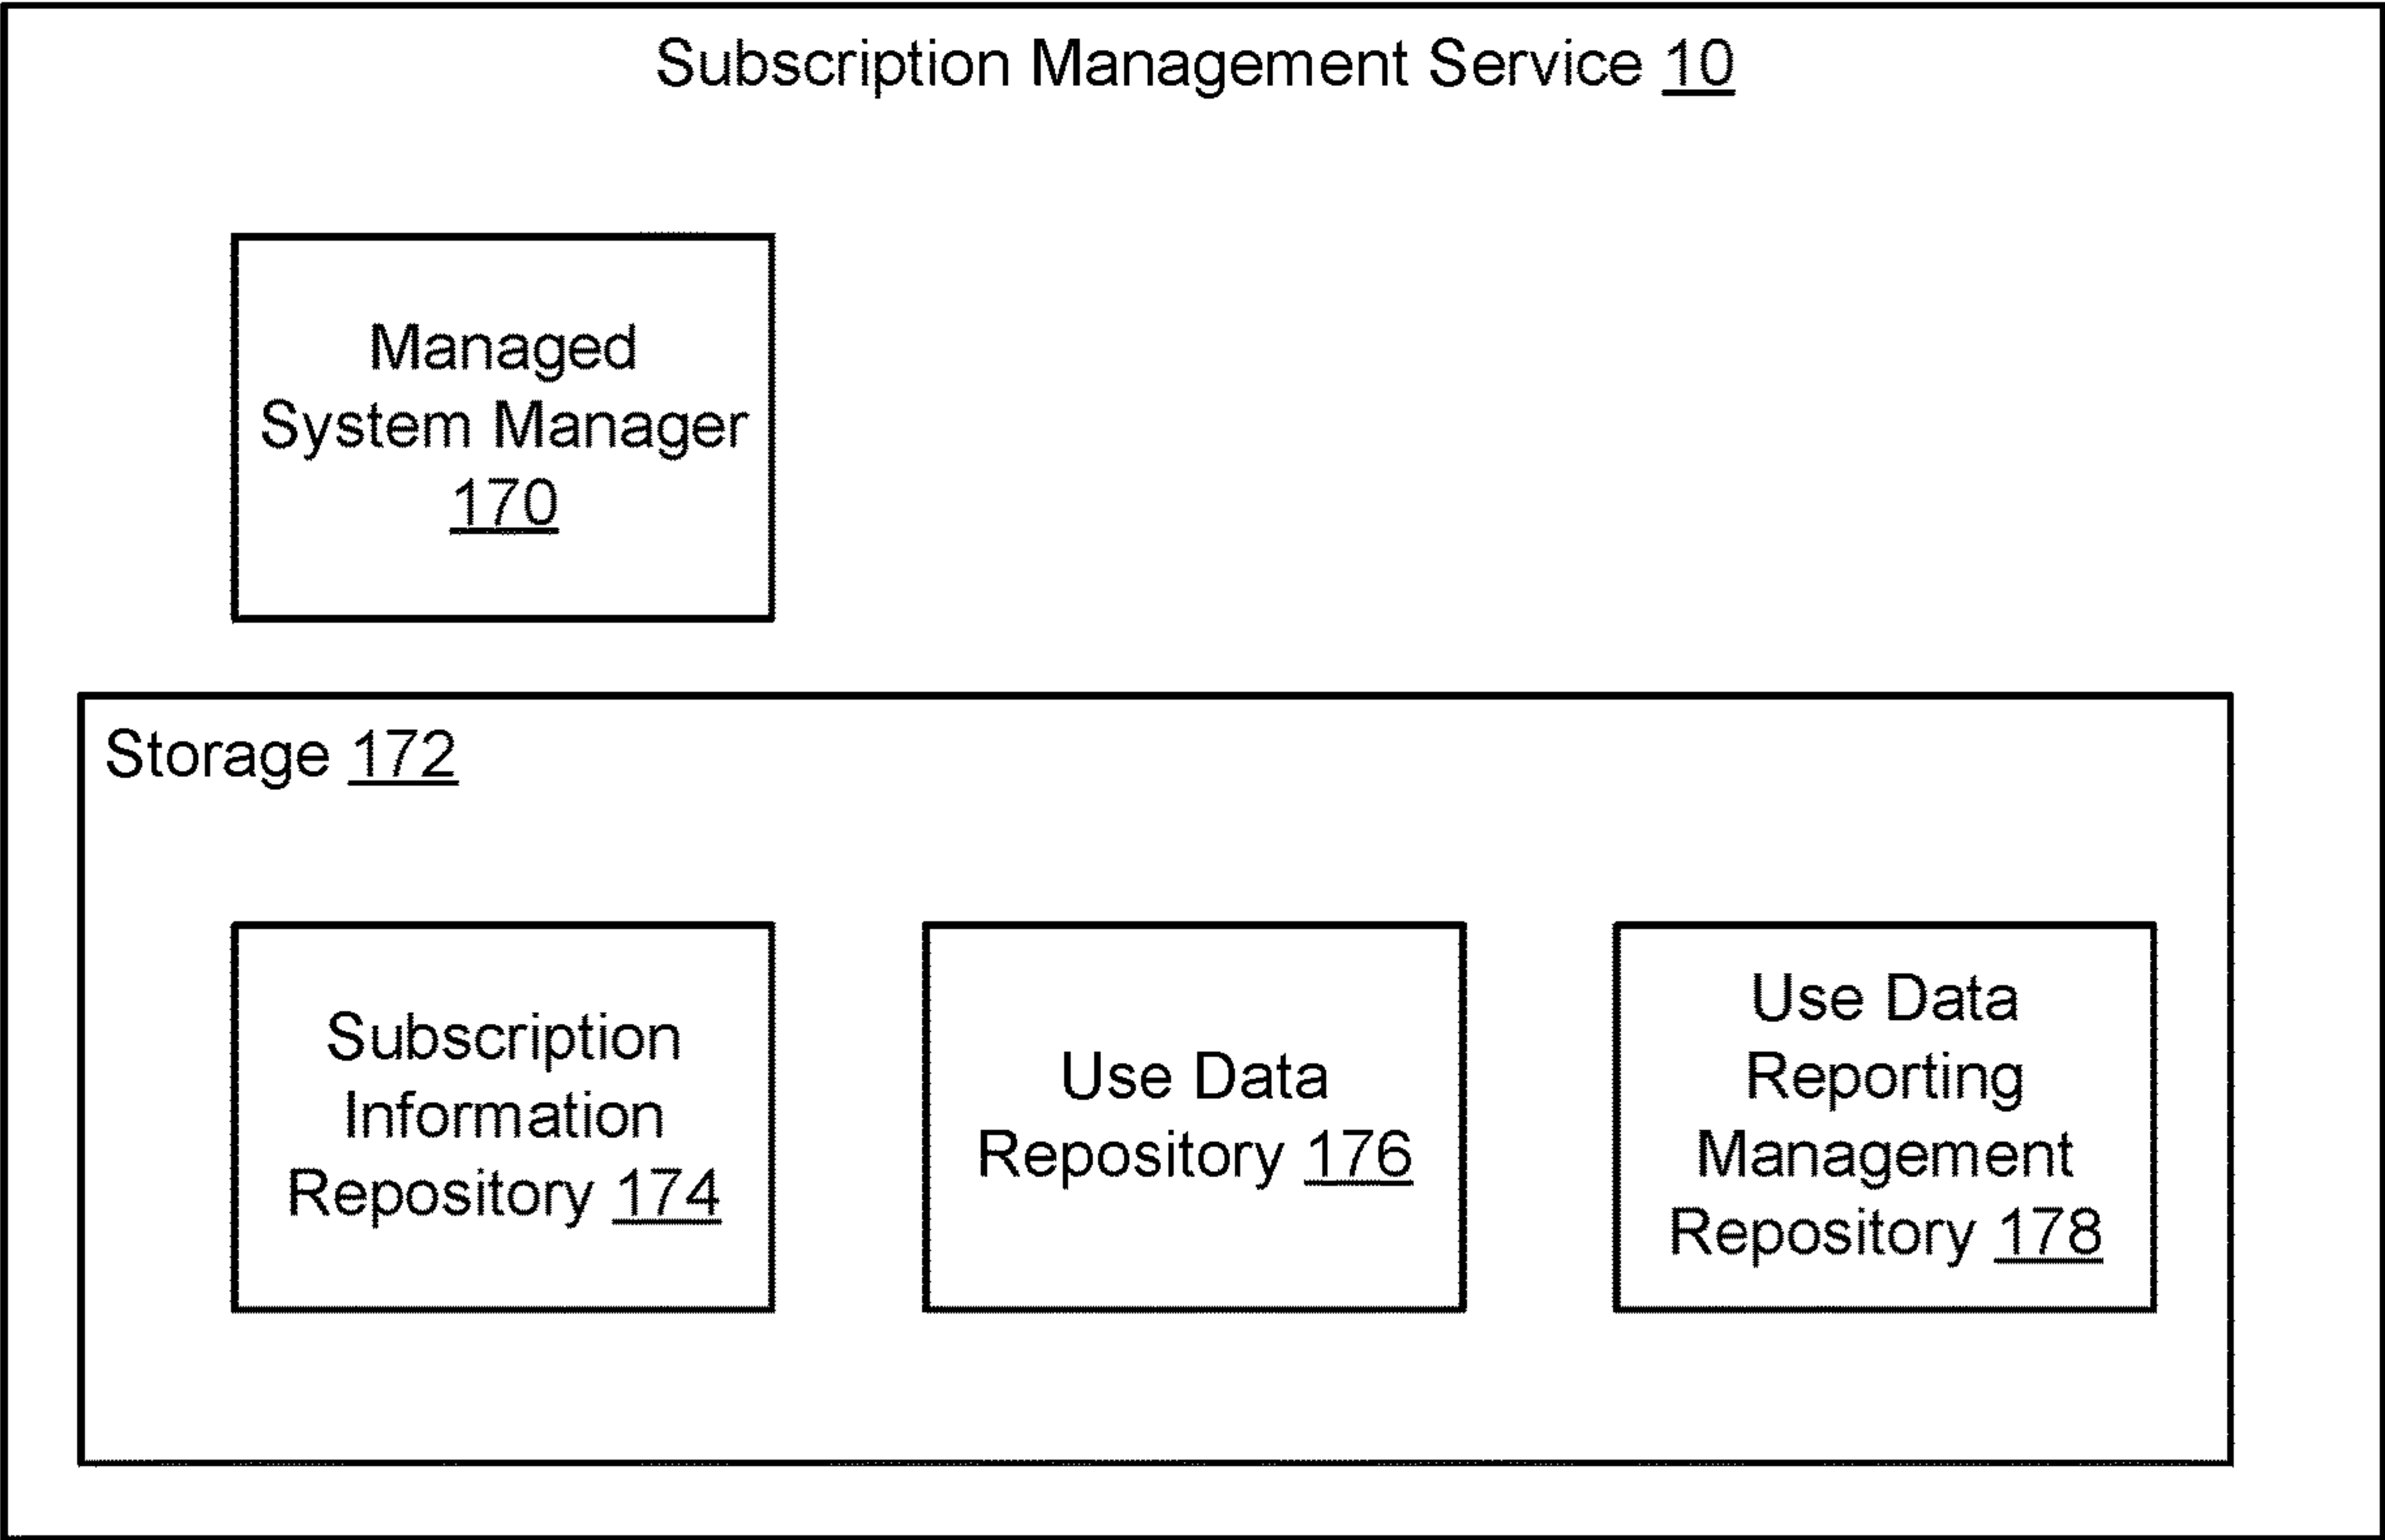 Subscription Management Service 10
Managed
System Manager
170
Storage 172
Subscription
Information
Repository 174
Use Data
Repository 176
Use Data
Reporting
Management
Repository 178